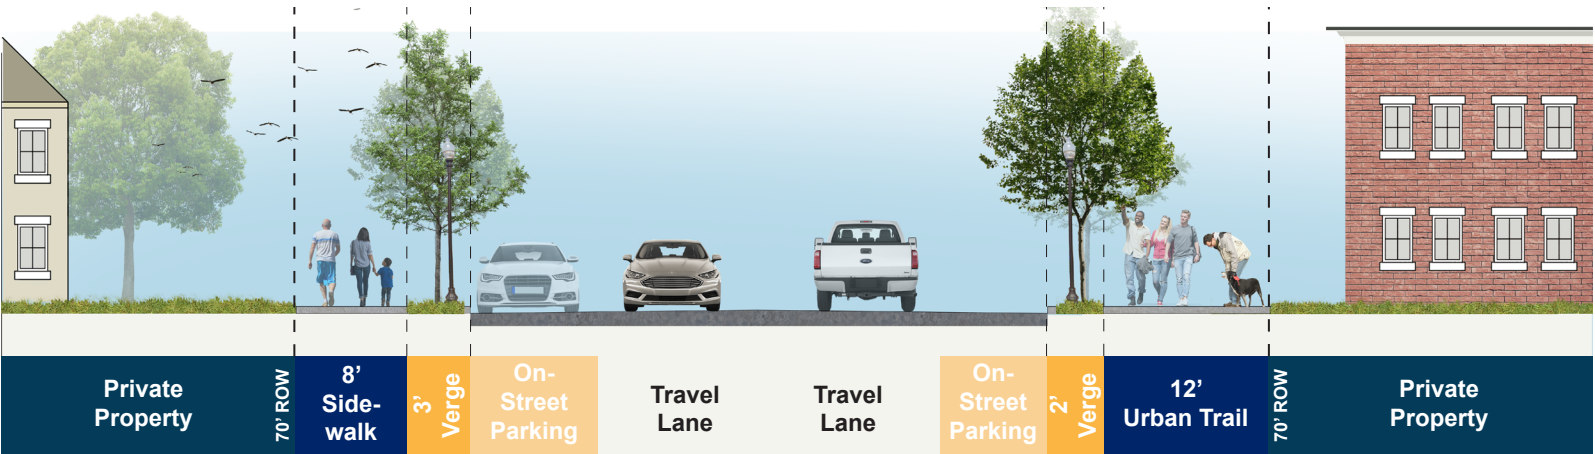 Private
Property
70' ROW
8’
Side-
walk
3’
Verge
On-
Street
Parking
Travel
Lane
Travel
Lane
On-
Street
Parking
2’
Verge
12’
Urban Trail
70' ROW
Private
Property